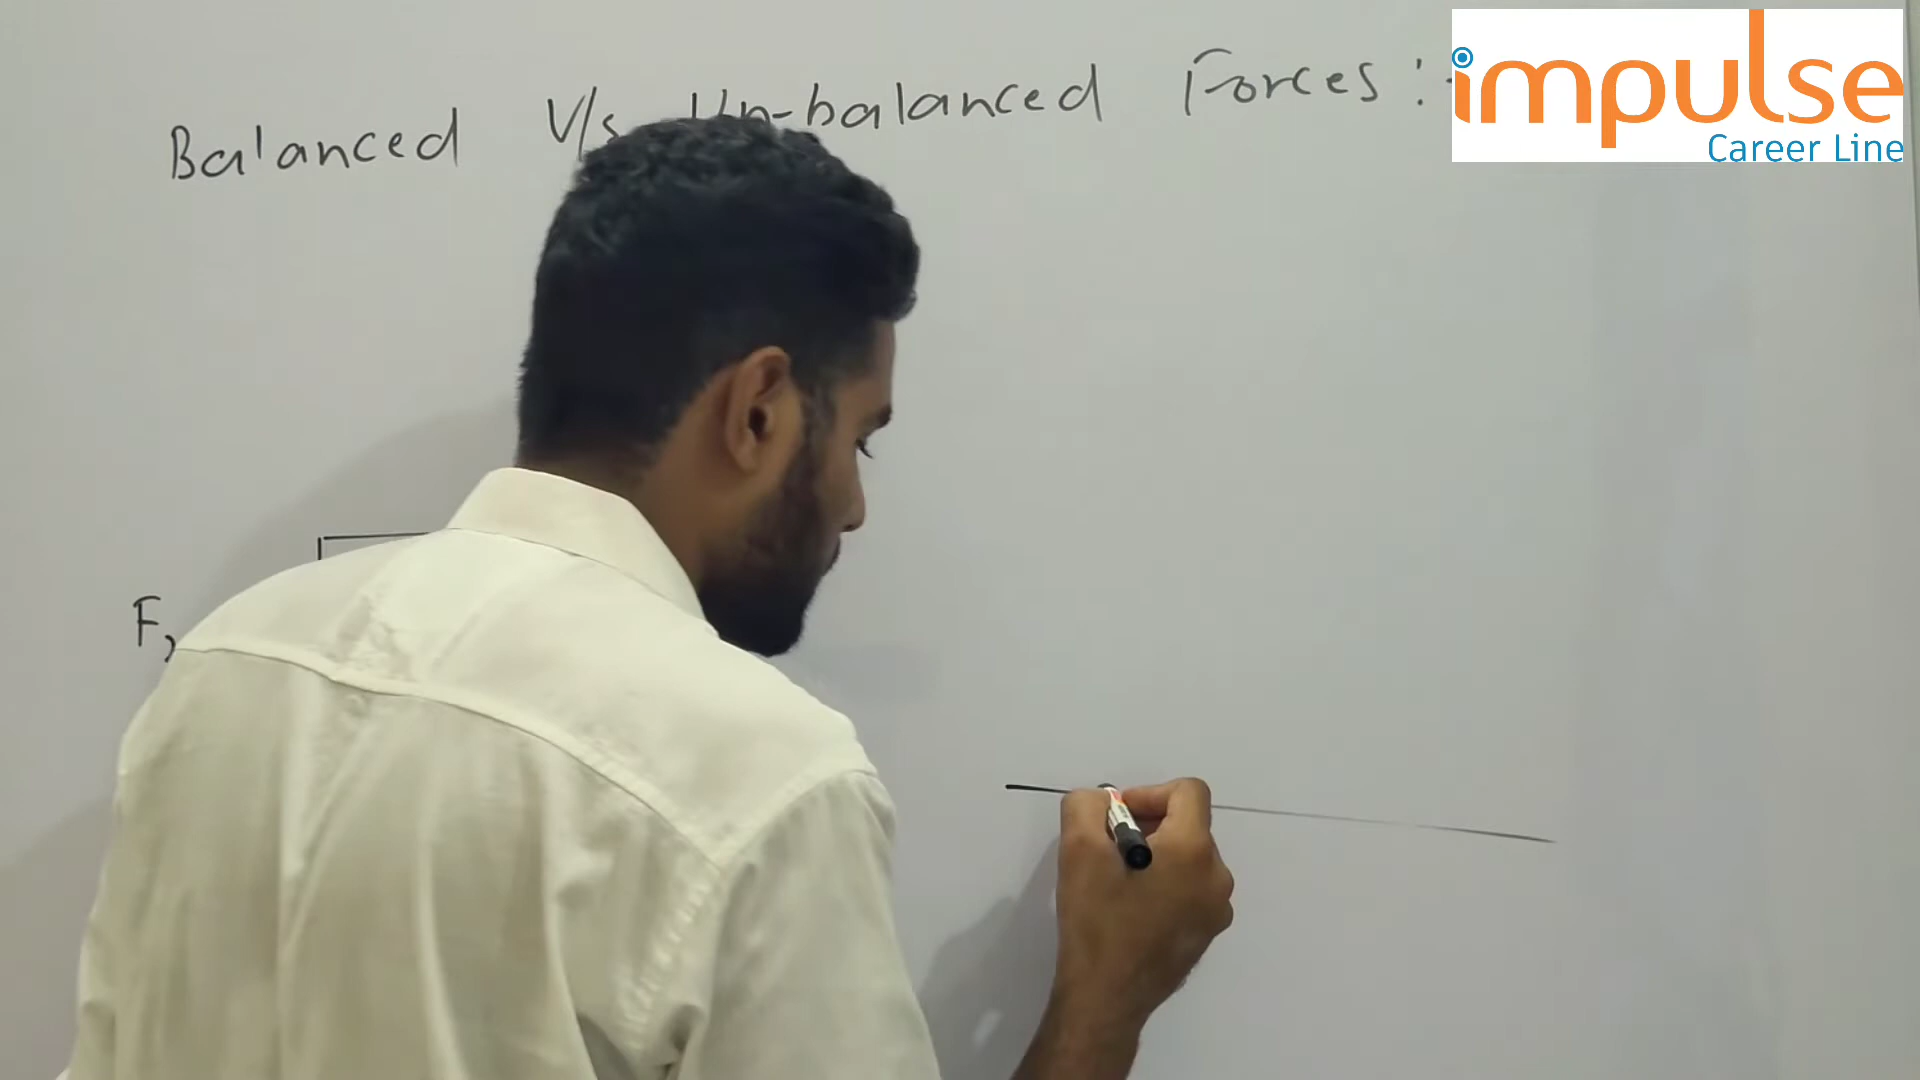 Balanced V/s Un-balanced Forces :-
impulse
Career Line
F,